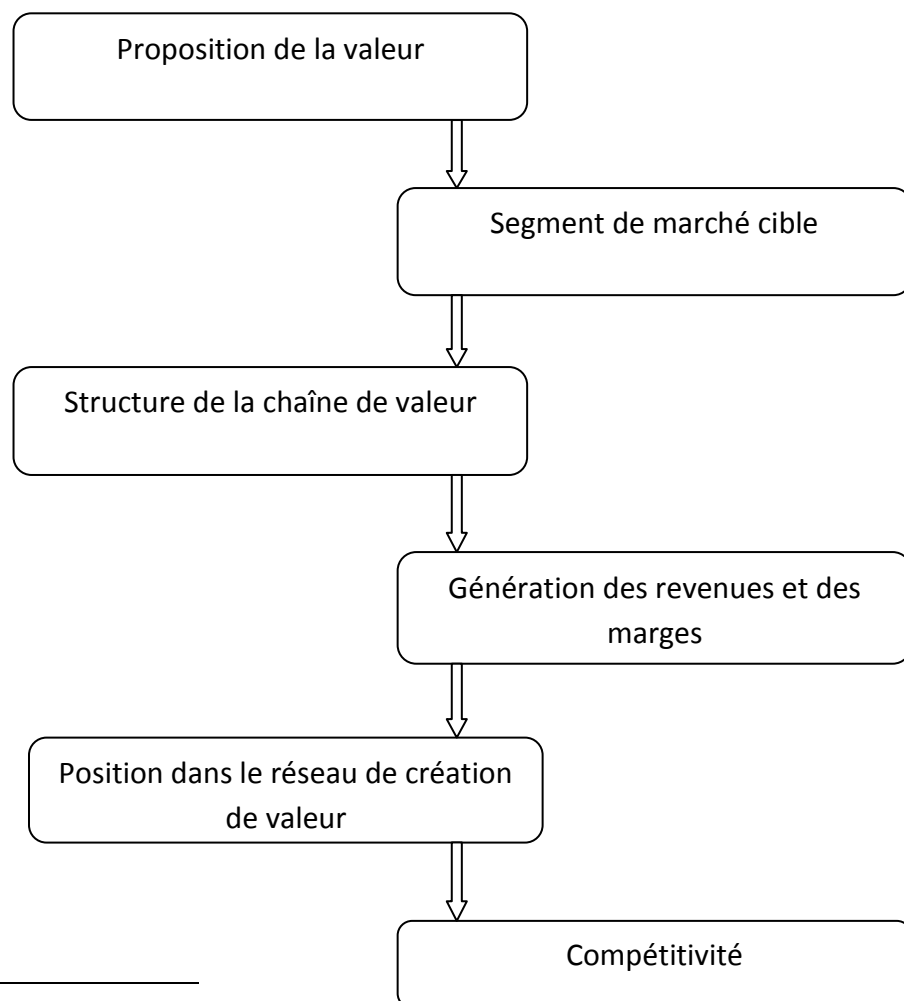 Proposition de la valeur
Segment de marché cible
Structure de la chaîne de valeur
Génération des revenues et des
marges
Position dans le réseau de création
de valeur
Compétitivité